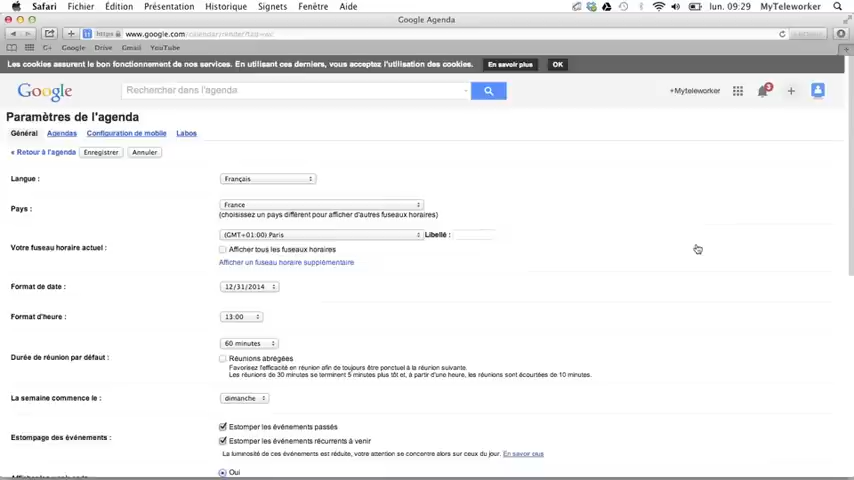 Safari Fichier Édition Présentation Historique Signets Fenêtre Aide lun. 09:29 MyTeleworker
Google Agenda
https www.google.com/calendar/render?tab=wc
G+ Google Drive Gmail YouTube
Les cookies assurent le bon fonctionnement de nos services. En utilisant ces derniers, vous acceptez l'utilisation des cookies. En savoir plus OK
Google Rechercher dans l'agenda +Myteleworker 3
Paramètres de l'agenda
Général Agendas Configuration de mobile Labos
« Retour à l'agenda Enregistrer Annuler
Langue : Français
Pays : France
(choisissez un pays différent pour afficher d'autres fuseaux horaires)
Votre fuseau horaire actuel : (GMT+01:00) Paris Libellé :
Afficher tous les fuseaux horaires
Afficher un fuseau horaire supplémentaire
Format de date : 12/31/2014
Format d'heure : 13:00
Durée de réunion par défaut : 60 minutes
Réunions abrégées
Favorisez l'efficacité en réunion afin de toujours être ponctuel à la réunion suivante.
Les réunions de 30 minutes se terminent 5 minutes plus tôt et, à partir d'une heure, les réunions sont écourtées de 10 minutes.
La semaine commence le : dimanche
Estompage des événements : Estomper les événements passés
Estomper les événements récurrents à venir
La luminosité de ces événements est réduite, votre attention se concentre alors sur ceux du jour. En savoir plus
Oui